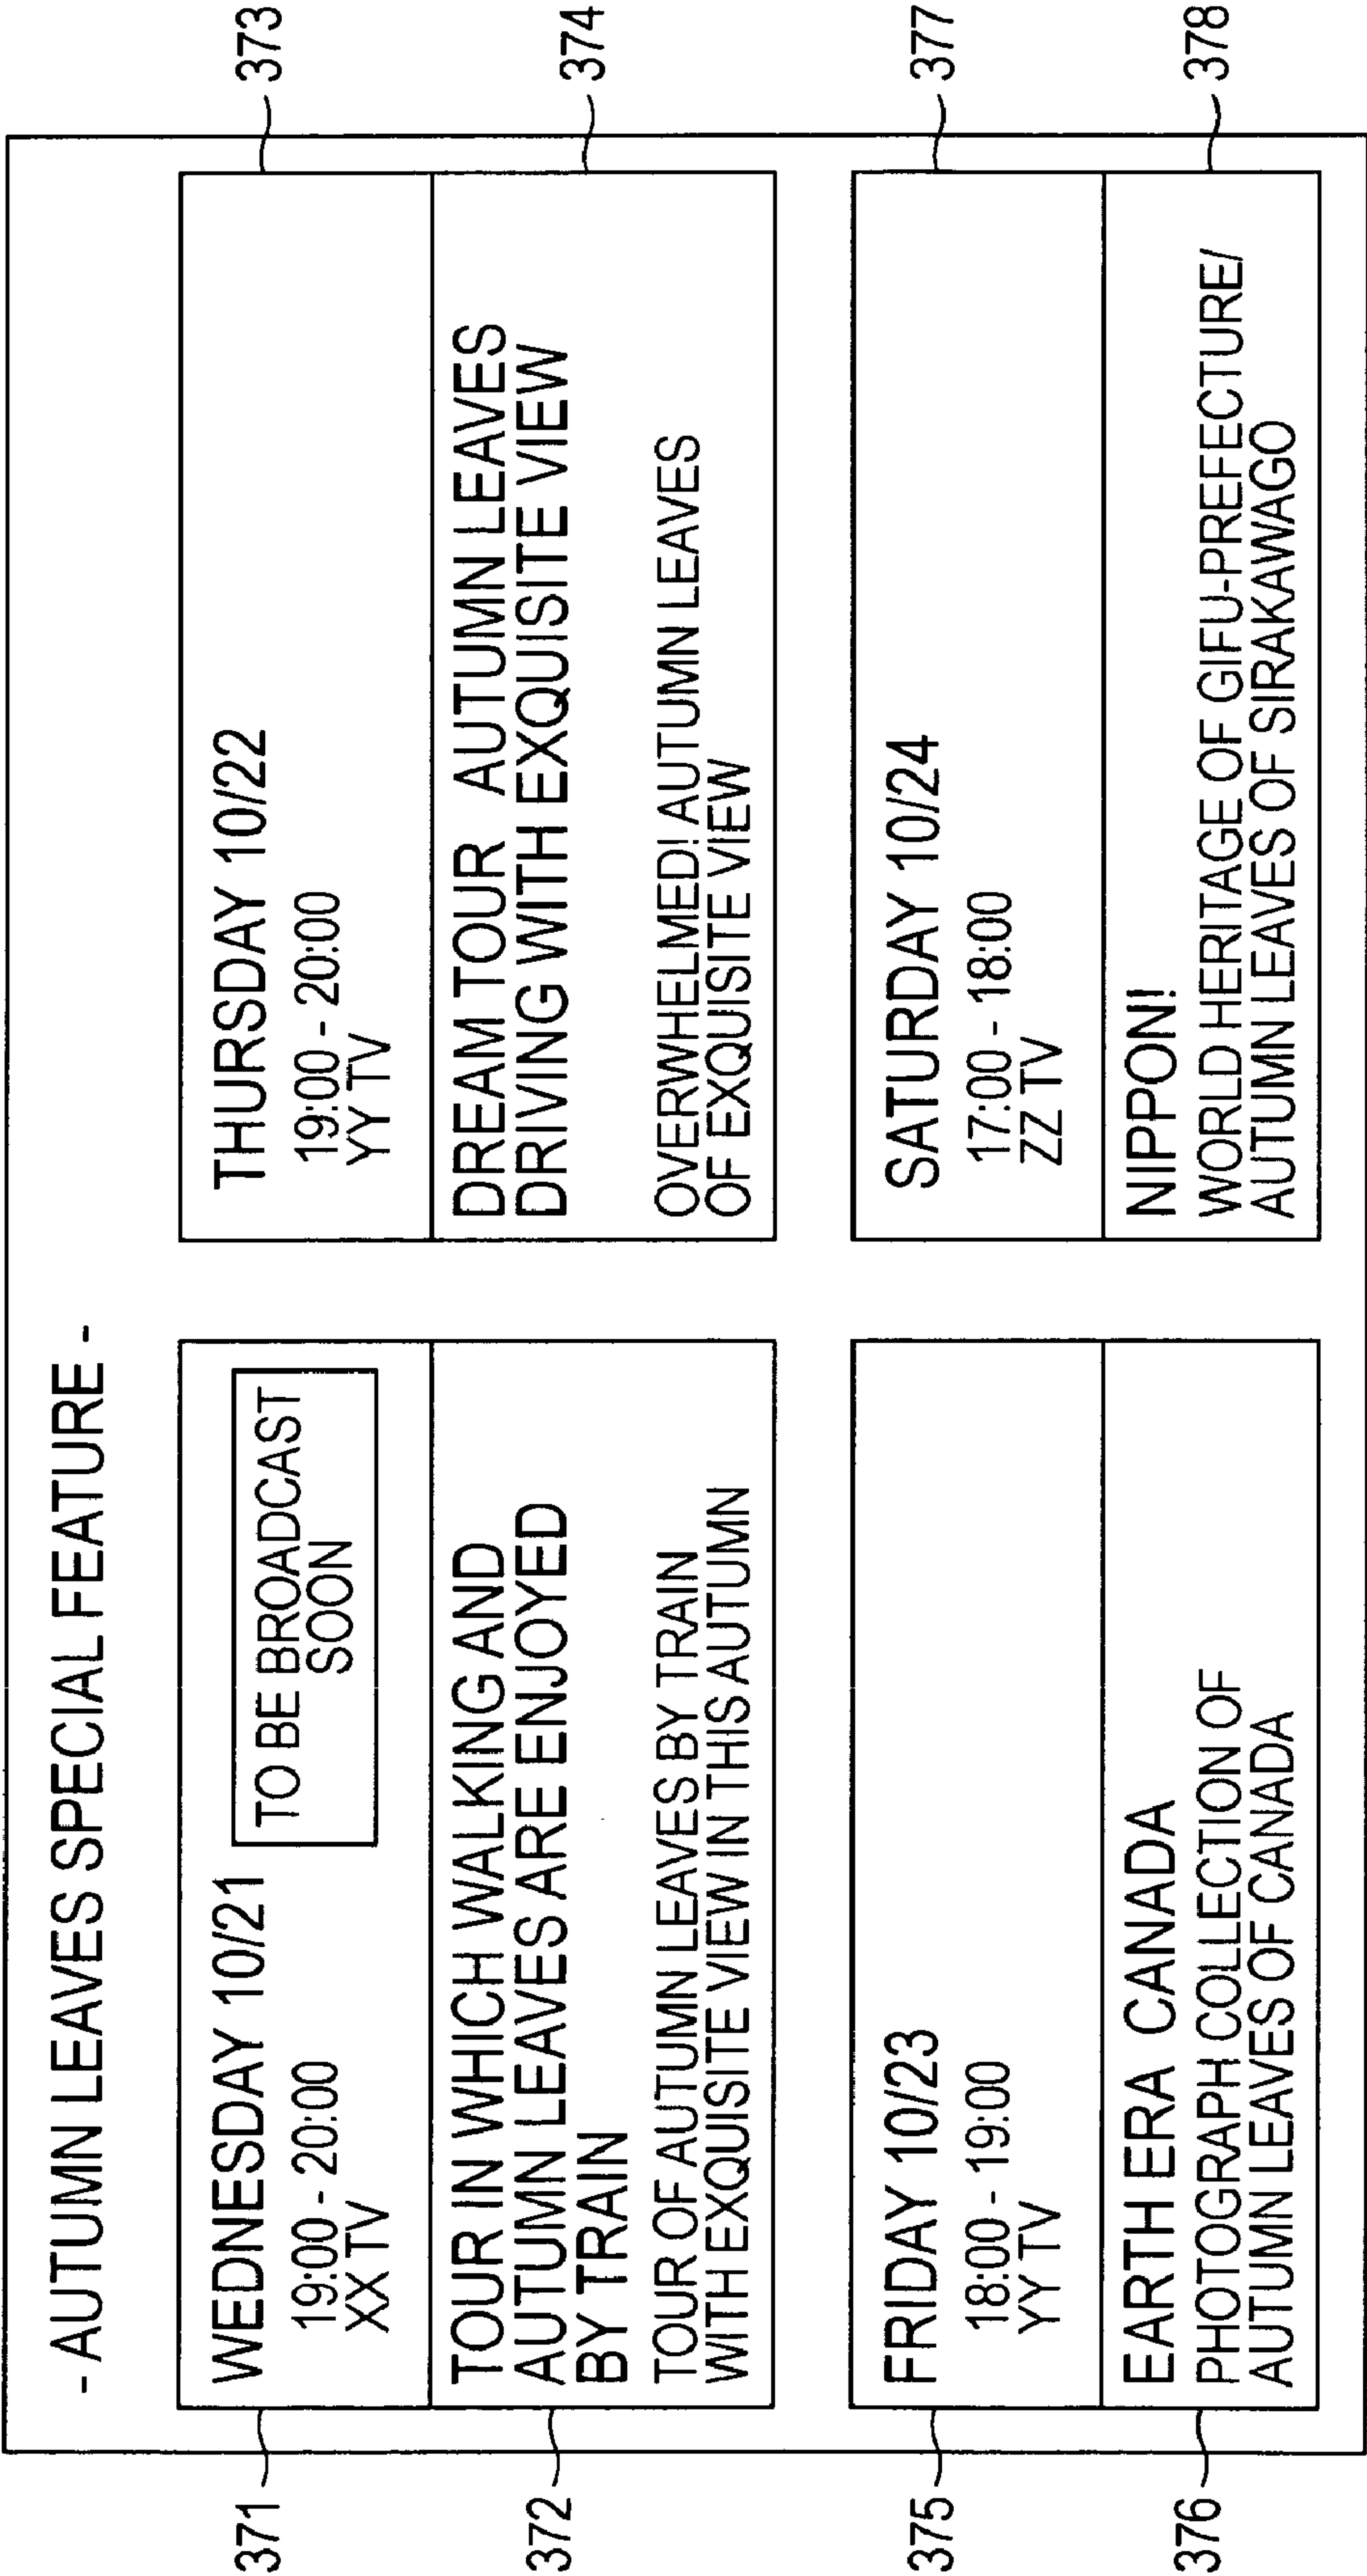 - AUTUMN LEAVES SPECIAL FEATURE -
371
WEDNESDAY 10/21
19:00 - 20:00
XX TV
TO BE BROADCAST
SOON
372
TOUR IN WHICH WALKING AND
AUTUMN LEAVES ARE ENJOYED
BY TRAIN
TOUR OF AUTUMN LEAVES BY TRAIN
WITH EXQUISITE VIEW IN THIS AUTUMN
373
THURSDAY 10/22
19:00 - 20:00
YY TV
374
DREAM TOUR AUTUMN LEAVES
DRIVING WITH EXQUISITE VIEW
OVERWHELMED! AUTUMN LEAVES
OF EXQUISITE VIEW
375
FRIDAY 10/23
18:00 - 19:00
YY TV
376
EARTH ERA CANADA
PHOTOGRAPH COLLECTION OF
AUTUMN LEAVES OF CANADA
377
SATURDAY 10/24
17:00 - 18:00
ZZ TV
378
NIPPON!
WORLD HERITAGE OF GIFU-PREFECTURE/
AUTUMN LEAVES OF SIRAKAWAGO